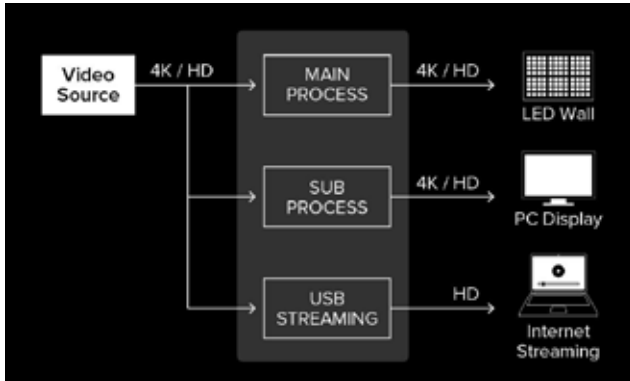 Video
Source
4K / HD
MAIN
PROCESS
4K / HD
LED Wall
SUB
PROCESS
4K / HD
PC Display
USB
STREAMING
HD
Internet
Streaming